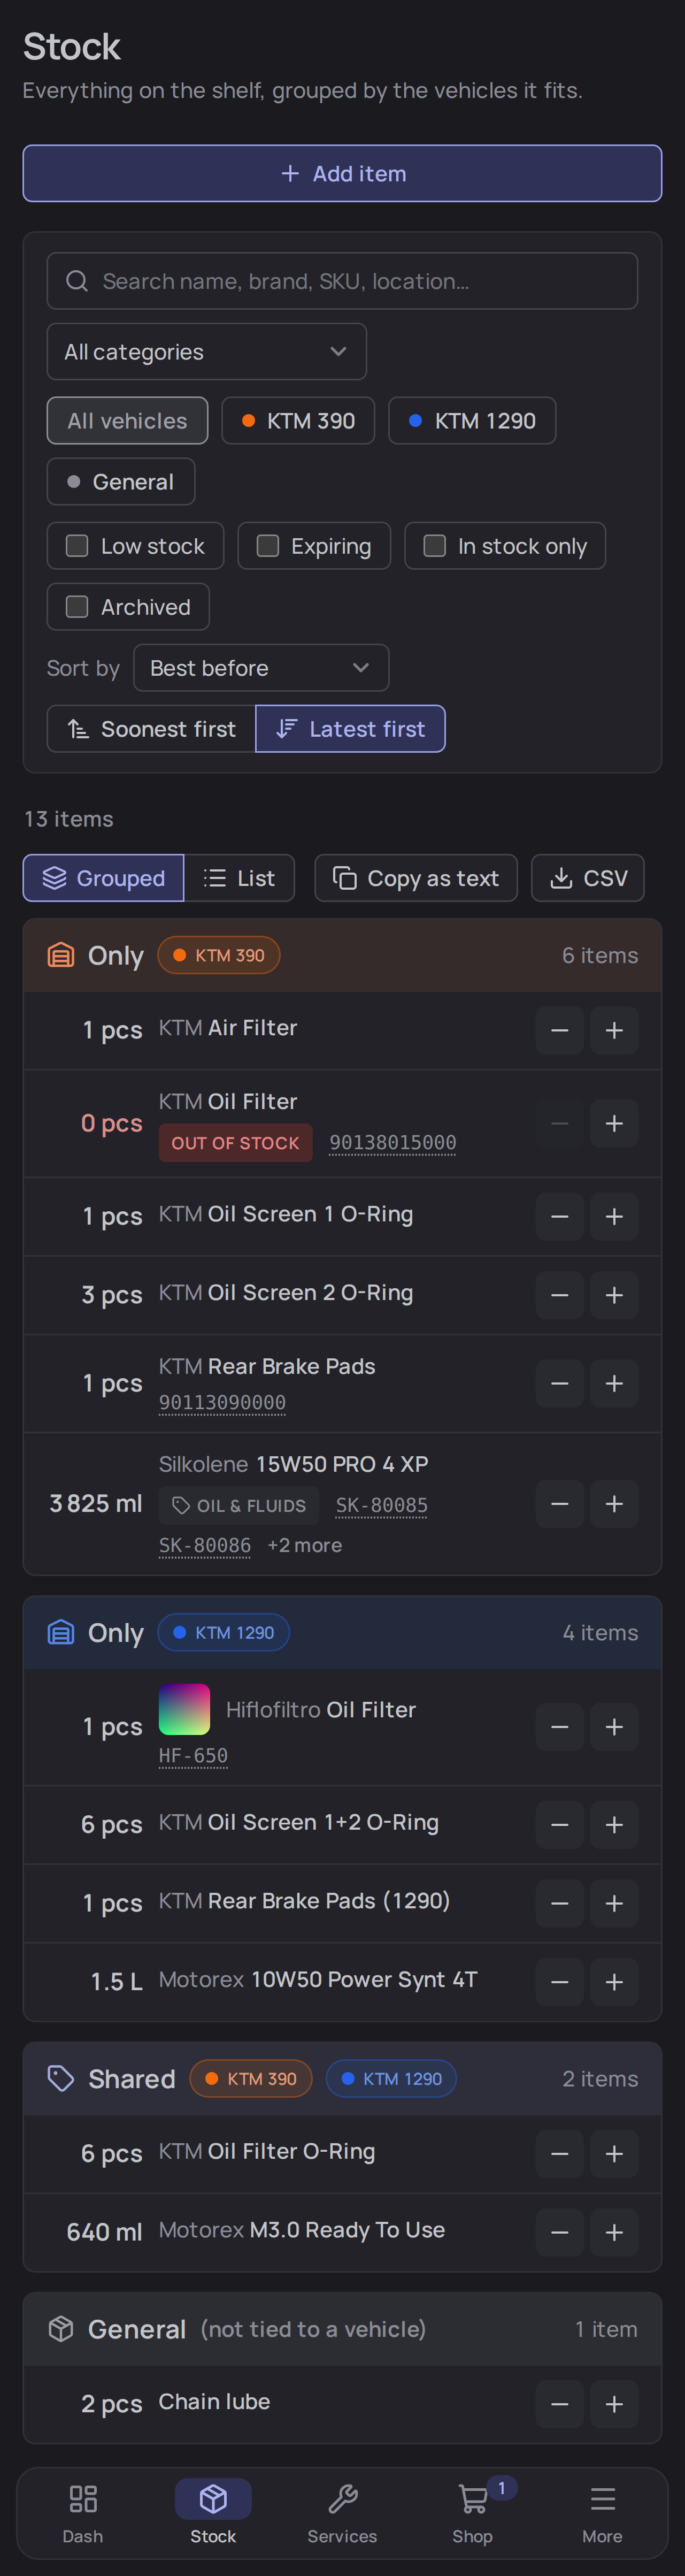 Stock
Everything on the shelf, grouped by the vehicles it fits.
+ Add item
Search name, brand, SKU, location...
All categories
All vehicles KTM 390 KTM 1290
General
Low stock Expiring In stock only
Archived
Sort by Best before
Soonest first Latest first
13 items
Grouped List Copy as text CSV
Only KTM 390 6 items
1 pcs KTM Air Filter
KTM Oil Filter
0 pcs
OUT OF STOCK 90138015000
1 pcs KTM Oil Screen 1 O-Ring
3 pcs KTM Oil Screen 2 O-Ring
KTM Rear Brake Pads
1 pcs
90113090000
Silkolene 15W50 PRO 4 XP
3 825 ml OIL & FLUIDS SK-80085
SK-80086 +2 more
Only KTM 1290 4 items
1 pcs Hiflofiltro Oil Filter
HF-650
6 pcs KTM Oil Screen 1+2 O-Ring
1 pcs KTM Rear Brake Pads (1290)
1.5 L Motorex 10W50 Power Synt 4T
Shared KTM 390 KTM 1290 2 items
6 pcs KTM Oil Filter O-Ring
640 ml Motorex M3.0 Ready To Use
General (not tied to a vehicle) 1 item
2 pcs Chain lube
1
Dash Stock Services Shop More